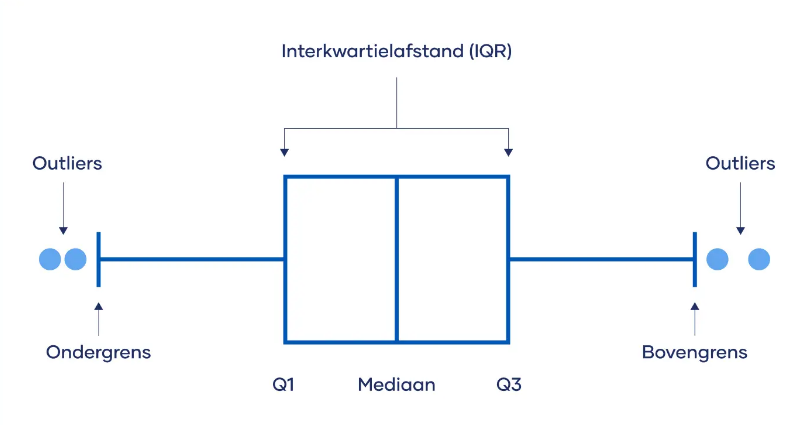 Interkwartielafstand (IQR)
Outliers
Outliers
Ondergrens
Bovengrens
Q1
Mediaan
Q3